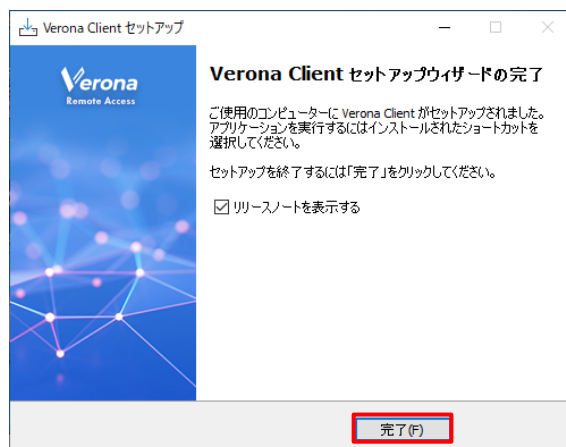 Verona Client セットアップ
Verona
Remote Access
Verona Client セットアップウィザードの完了
ご使用のコンピューターに Verona Client がセットアップされました。
アプリケーションを実行するにはインストールされたショートカットを
選択してください。
セットアップを終了するには「完了」をクリックしてください。
リリースノートを表示する
完了(F)